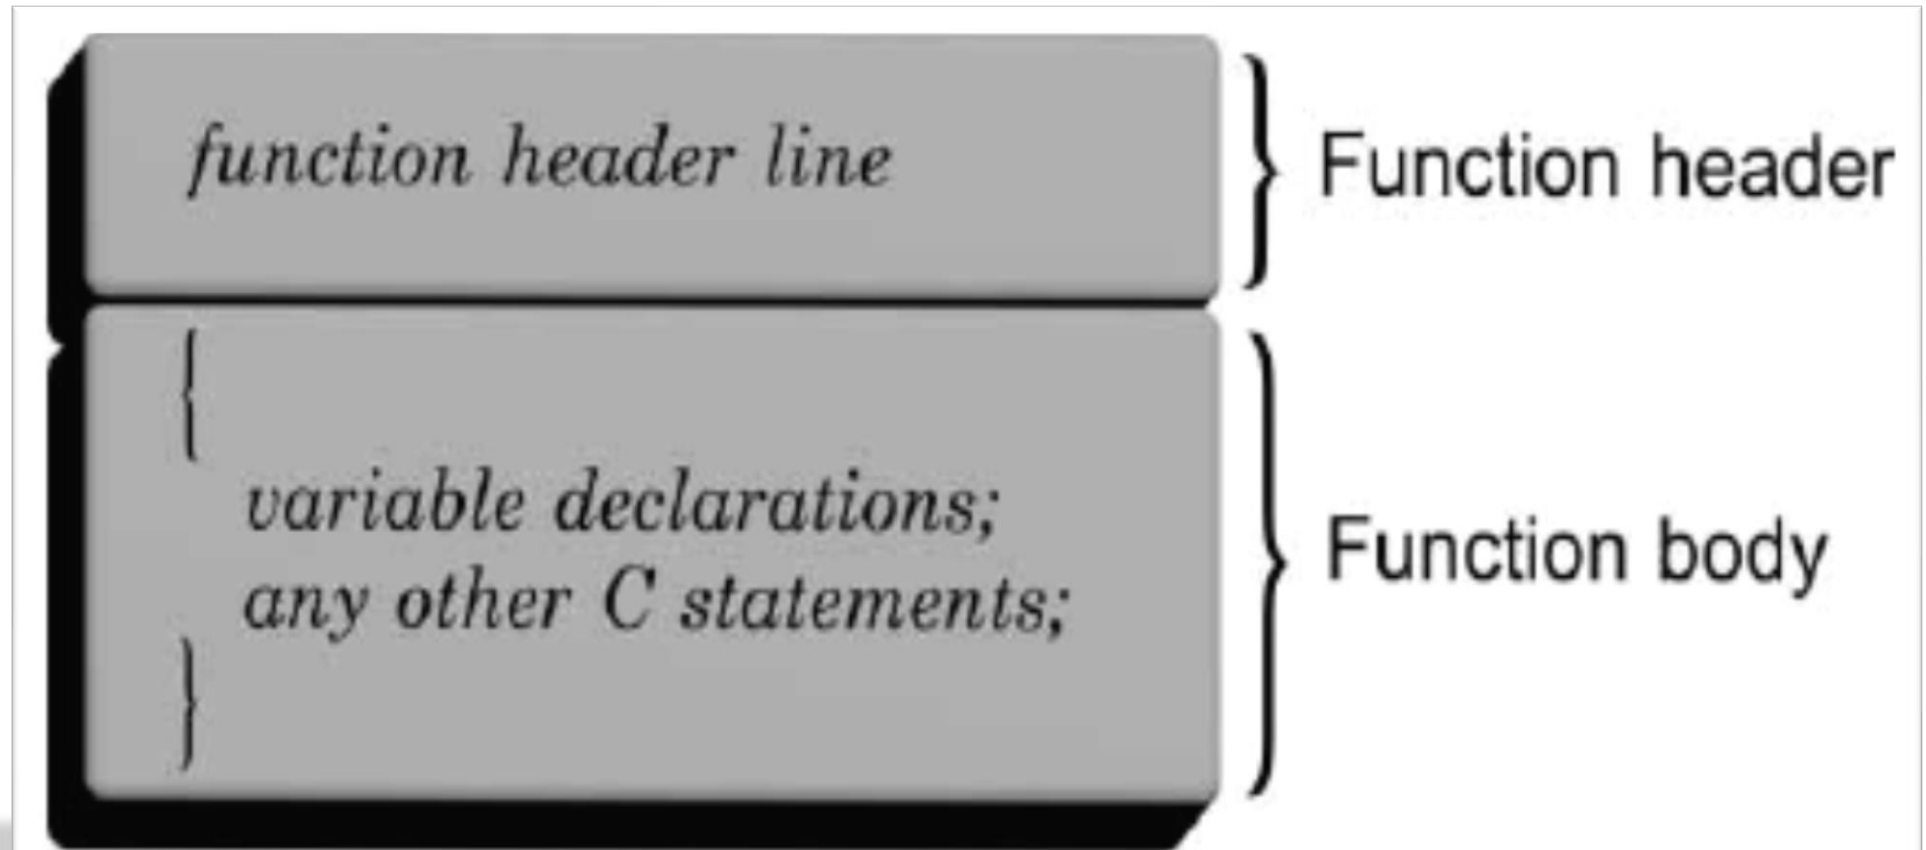 function header line
Function header
{
variable declarations;
any other C statements;
}
Function body